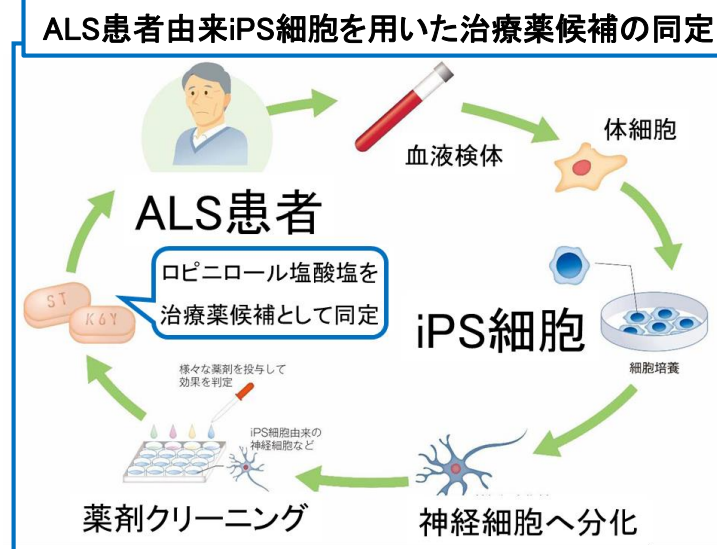 ALS患者由来iPS細胞を用いた治療薬候補の同定
血液検体
体細胞
ALS患者
ロピニロール塩酸塩を
治療薬候補として同定
ST
K6Y
iPS細胞
細胞培養
様々な薬剤を投与して
効果を判定
iPS細胞由来の
神経細胞など
薬剤クリーニング
神経細胞へ分化